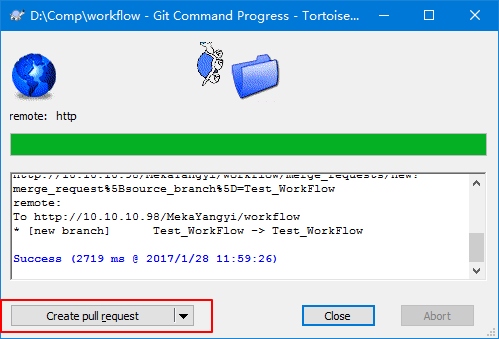 D:\Comp\workflow - Git Command Progress - Tortoise...
remote: http
http://10.10.10.98/MekaYangyi/workflow/merge_requests/new?
merge_request%5Bsource_branch%5D=Test_WorkFlow
remote:
To http://10.10.10.98/MekaYangyi/workflow
* [new branch] Test_WorkFlow -> Test_WorkFlow
Success (2719 ms @ 2017/1/28 11:59:26)
Create pull request
Close
Abort